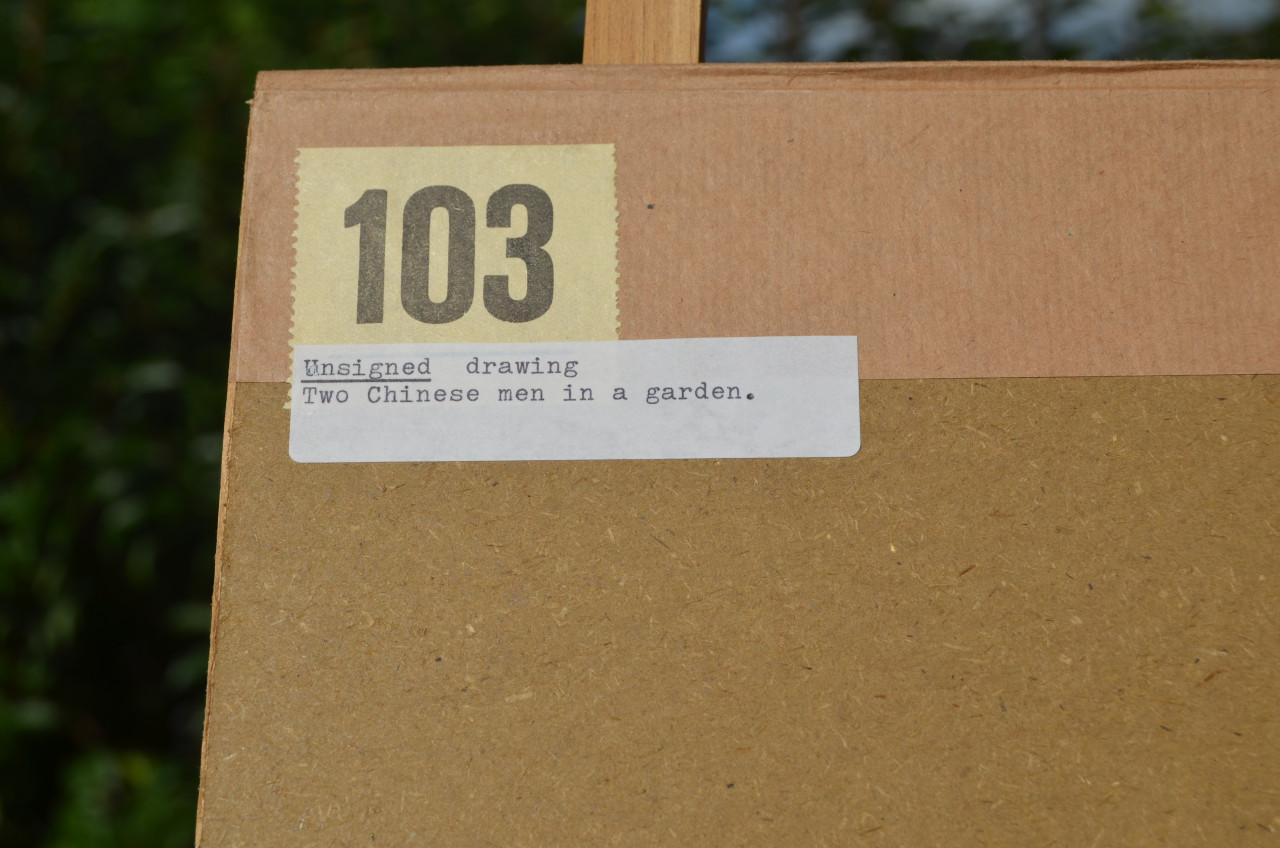 103
Unsigned drawing
Two Chinese men in a garden.